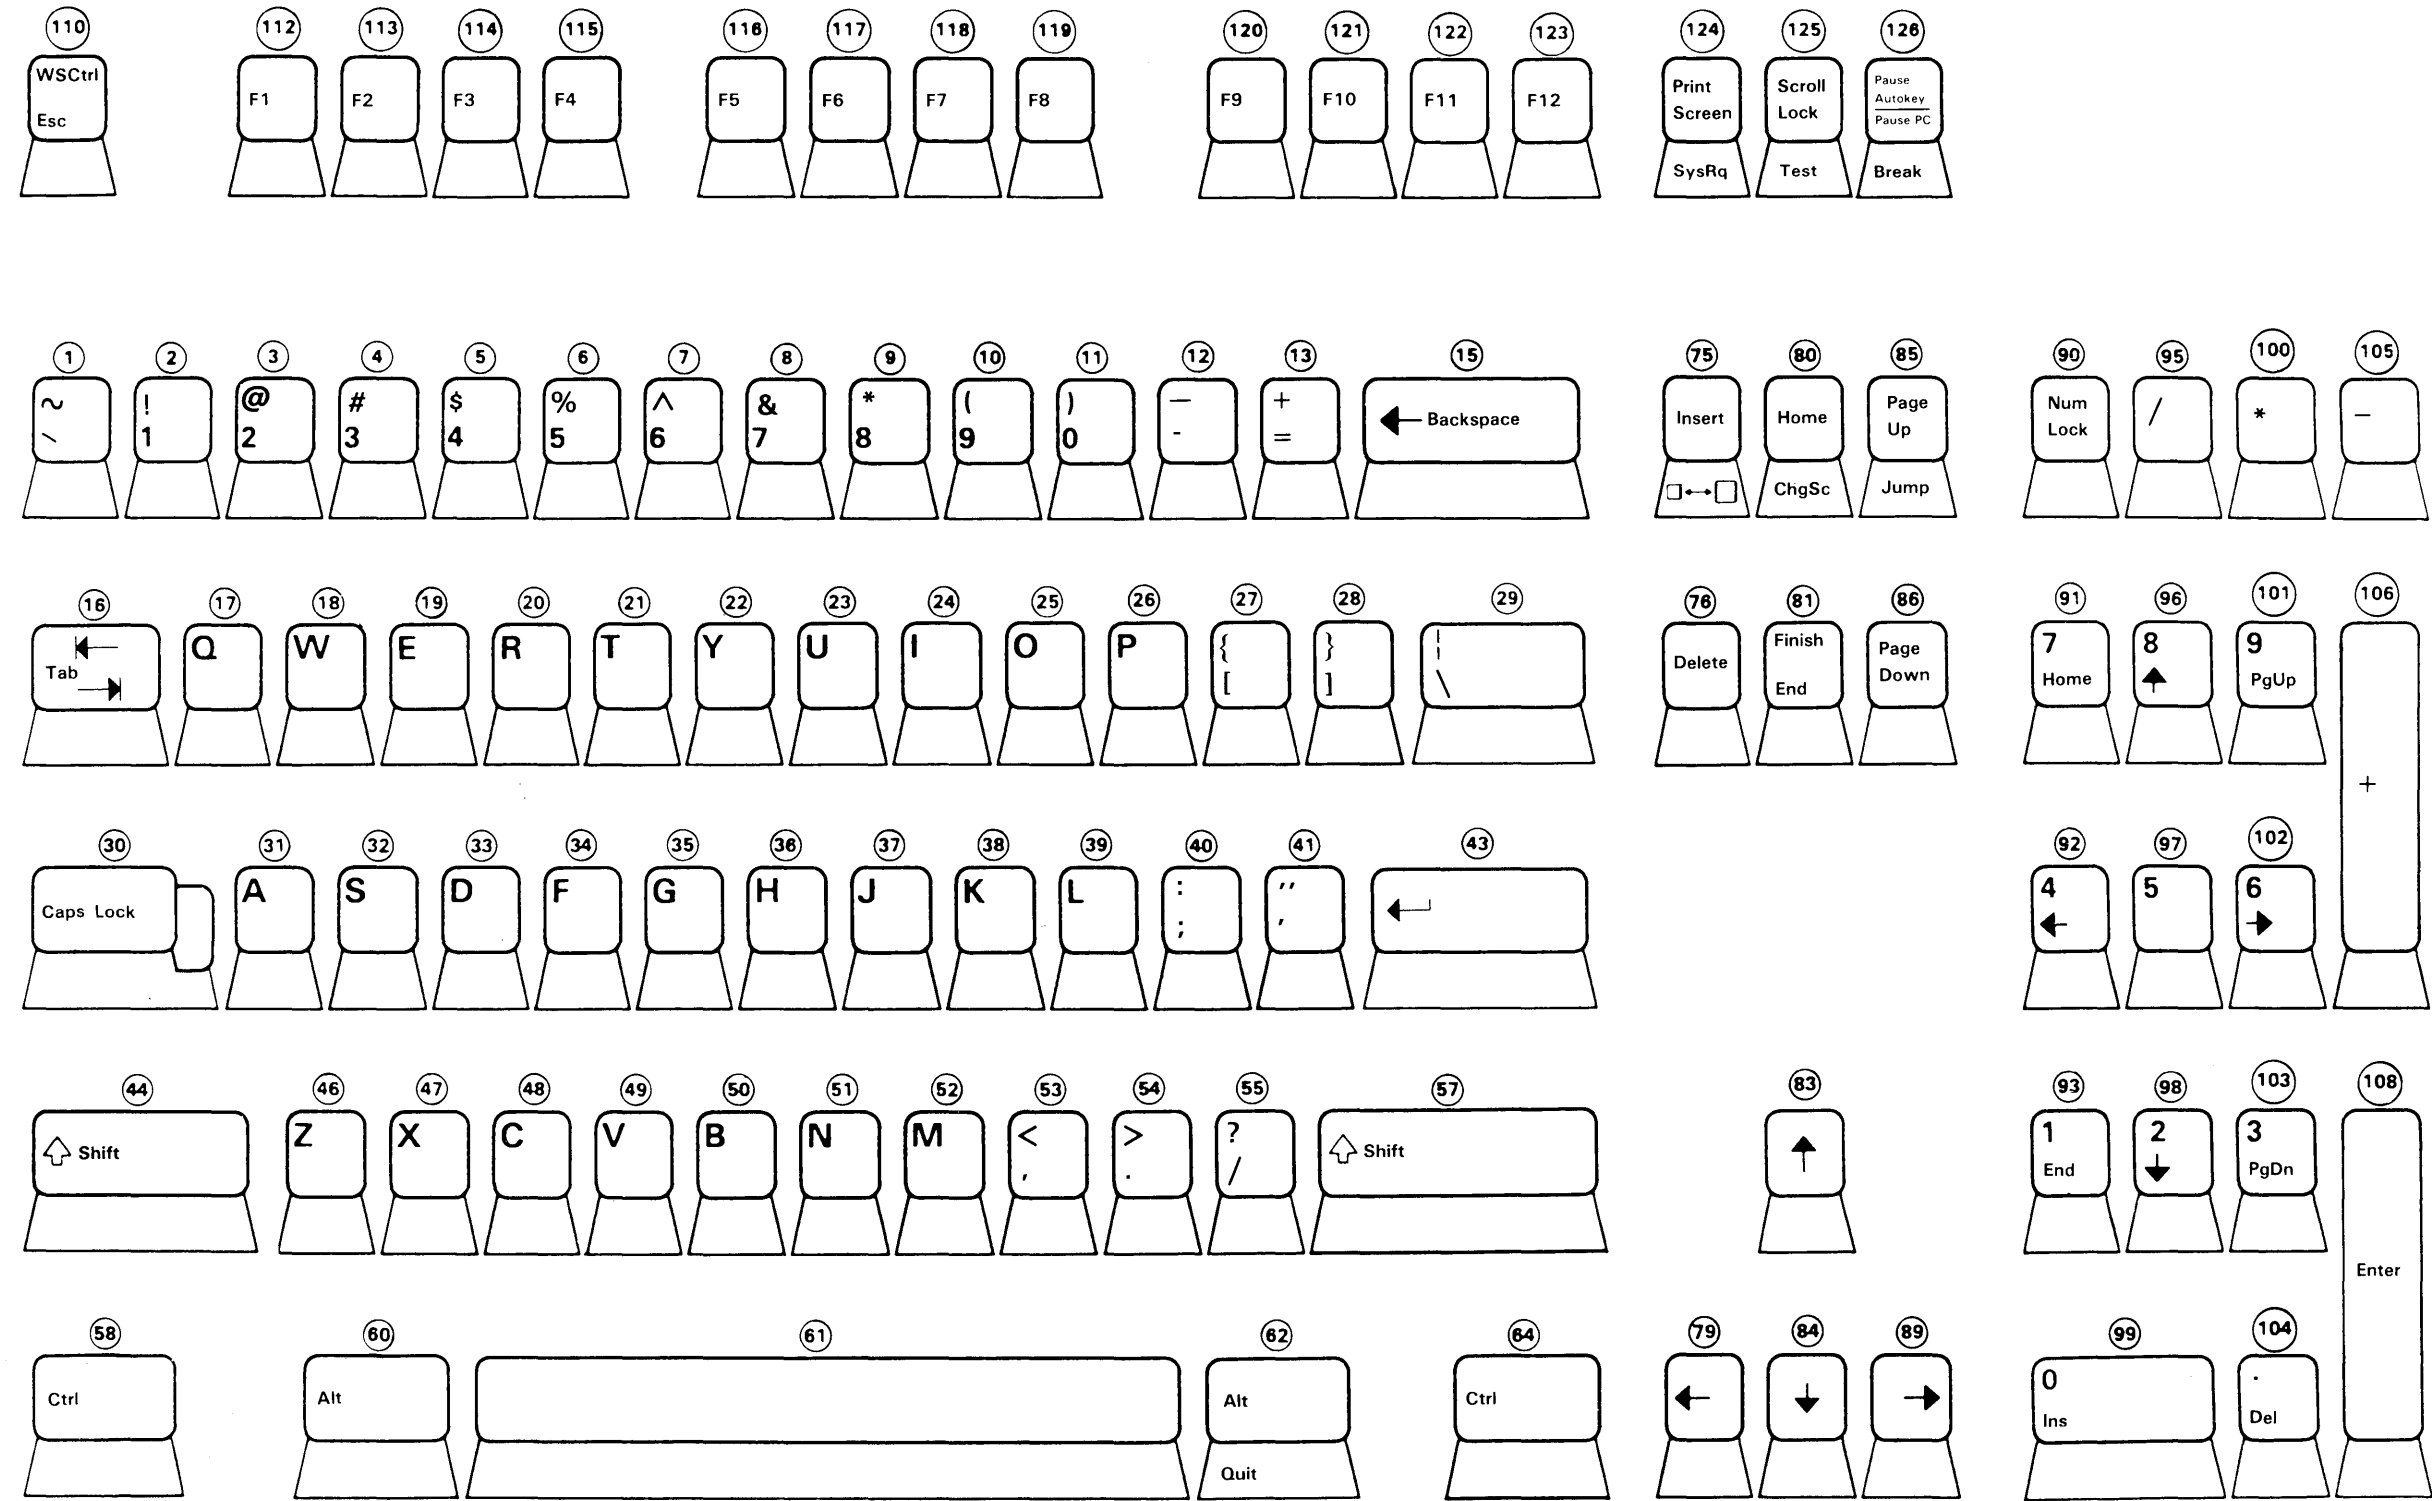 110 112 113 114 115 116 117 118 119 120 121 122 123 124 125 126
WSCtrl
Esc
F1 F2 F3 F4 F5 F6 F7 F8 F9 F10 F11 F12
Print
Screen
SysRq
Scroll
Lock
Test
Pause
Autokey
Pause PC
Break
1 2 3 4 5 6 7 8 9 10 11 12 13 15 75 80 85 90 95 100 105
~ ! @ # $ % ^ & * ( ) — +
\ 1 2 3 4 5 6 7 8 9 0 - =
← Backspace
Insert
□↔□
Home
ChgSc
Page
Up
Jump
Num
Lock
/ * —
16 17 18 19 20 21 22 23 24 25 26 27 28 29 76 81 86 91 96 101 106
Tab
Q W E R T Y U I O P { } ¦
[ ] \
Delete
Finish
End
Page
Down
7 8 9
Home ↑ PgUp
+
30 31 32 33 34 35 36 37 38 39 40 41 43 92 97 102
Caps Lock
A S D F G H J K L : "
; '
↵
4 5 6
← →
44 46 47 48 49 50 51 52 53 54 55 57 83 93 98 103 108
⇧ Shift
Z X C V B N M < > ?
, . /
⇧ Shift
↑
1 2 3
End ↓ PgDn
Enter
58 60 61 62 64 79 84 89 99 104
Ctrl
Alt
Alt
Quit
Ctrl
← ↓ →
0 .
Ins Del